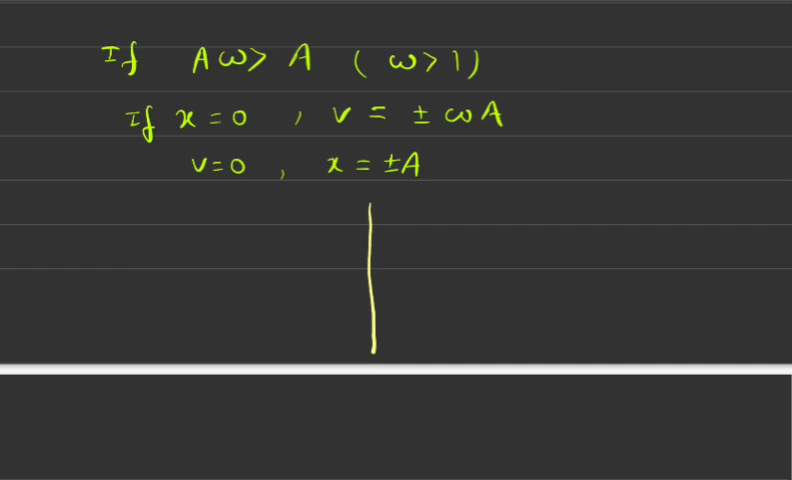 If Aω > A (ω > 1)
If x = 0 , v = ± ωA
v = 0 , x = ±A